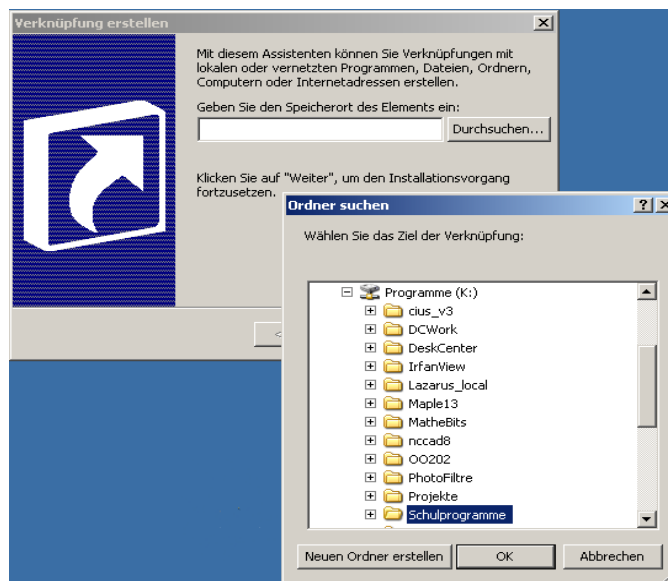 Verknüpfung erstellen
Mit diesem Assistenten können Sie Verknüpfungen mit
lokalen oder vernetzten Programmen, Dateien, Ordnern,
Computern oder Internetadressen erstellen.
Geben Sie den Speicherort des Elements ein:
Durchsuchen...
Klicken Sie auf "Weiter", um den Installationsvorgang
fortzusetzen.
Ordner suchen
Wählen Sie das Ziel der Verknüpfung:
Programme (K:)
cius_v3
DCWork
DeskCenter
IrfanView
Lazarus_local
Maple13
MatheBits
nccad8
OO202
PhotoFiltre
Projekte
Schulprogramme
Neuen Ordner erstellen
OK
Abbrechen